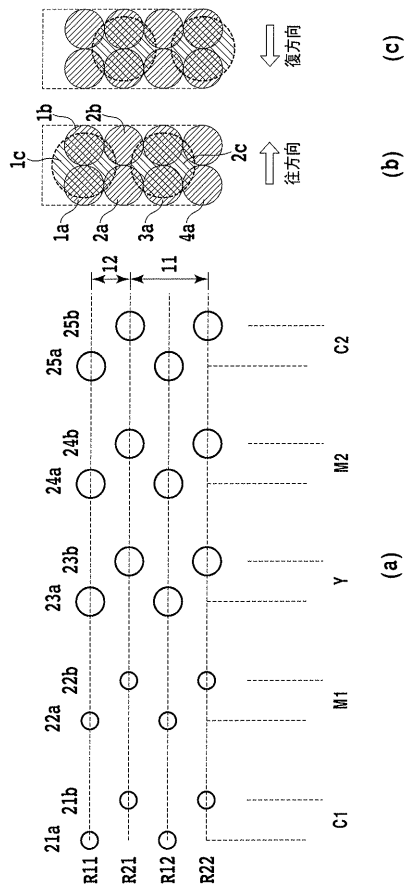 21a 21b 22a 22b 23a 23b 24a 24b 25a 25b
R11
R21
R12
R22
12
11
C1 M1 Y M2 C2
(a)
1c
1b
2b
1a
2a
3a
4a
2c
往方向
(b)
復方向
(c)